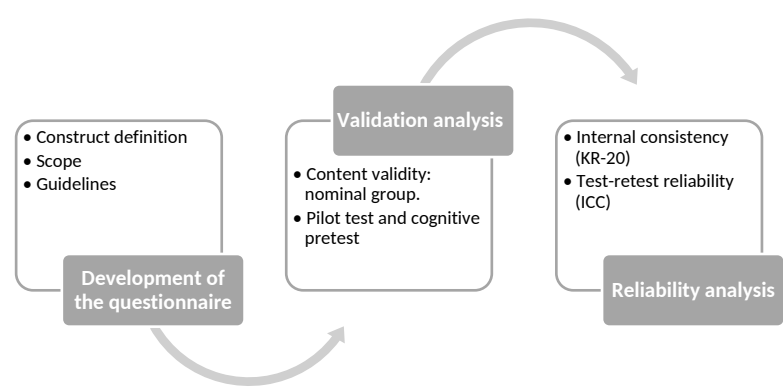 • Construct definition
• Scope
• Guidelines
Development of
the questionnaire
Validation analysis
• Content validity:
nominal group.
• Pilot test and cognitive
pretest
• Internal consistency
(KR-20)
• Test-retest reliability
(ICC)
Reliability analysis